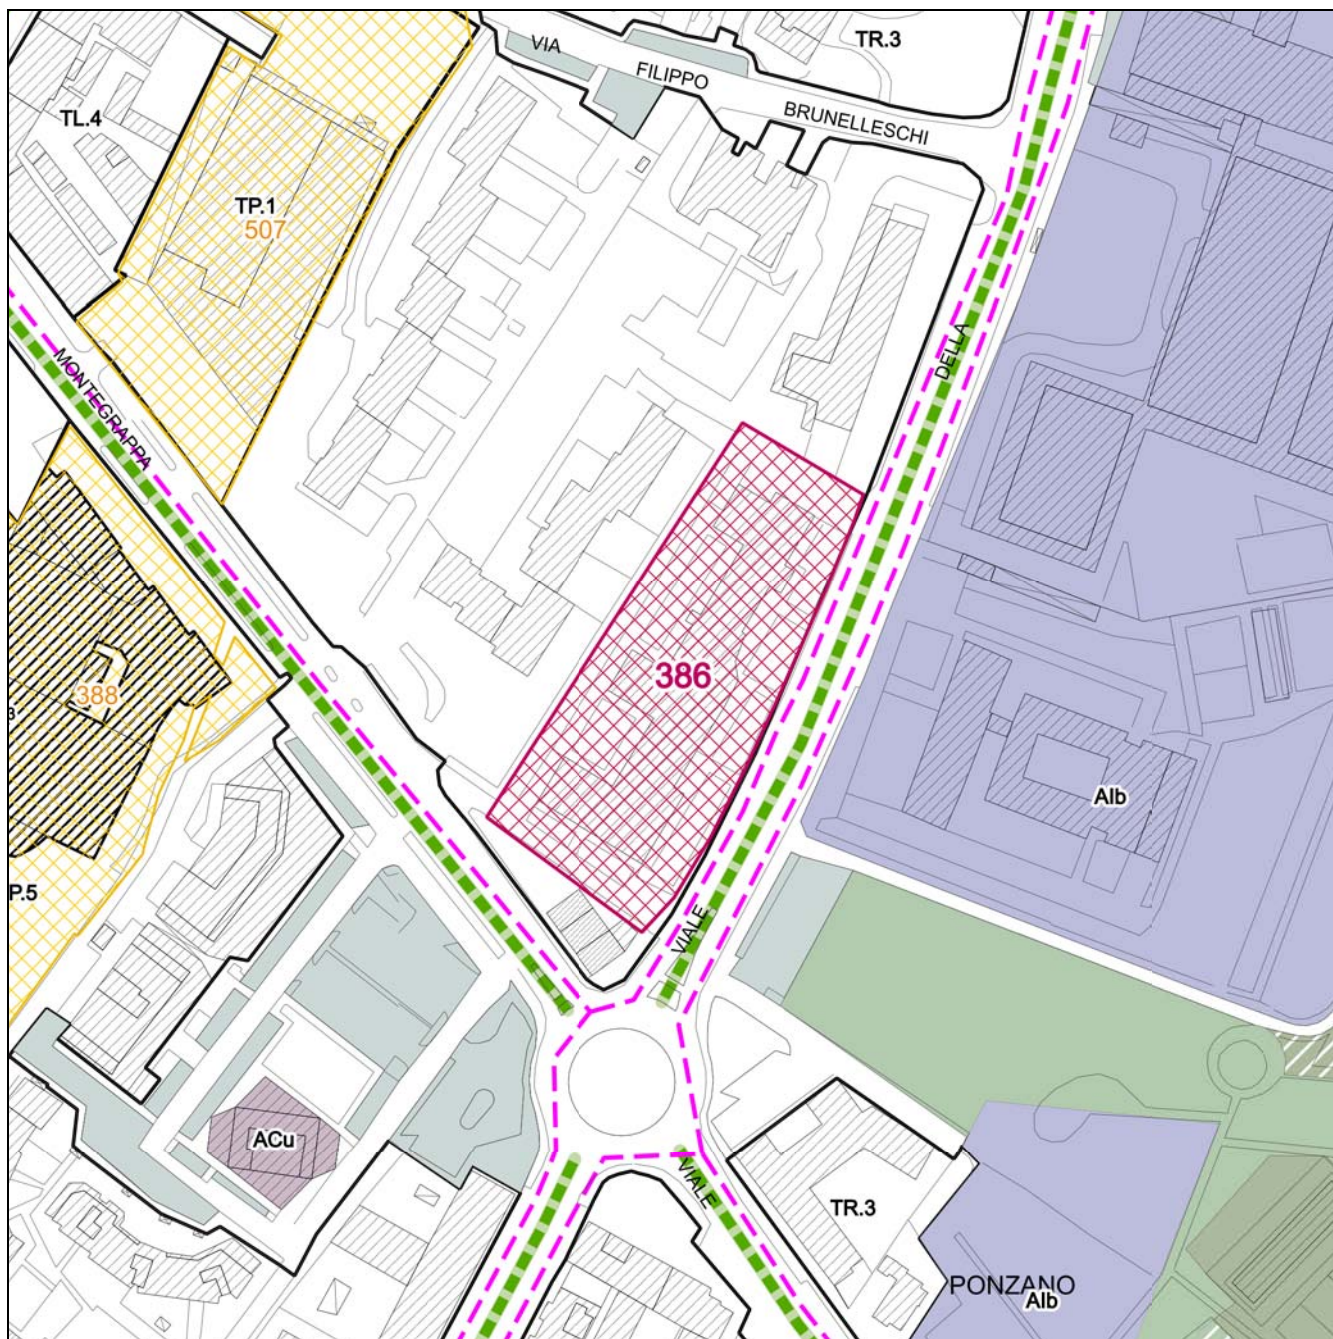 VIA
FILIPPO
BRUNELLESCHI
TR.3
TL.4
TP.1
507
DELLA
MONTEGRAPPA
386
388
3
Alb
P.5
VIALE
ACu
VIALE
TR.3
PONZANO
Alb